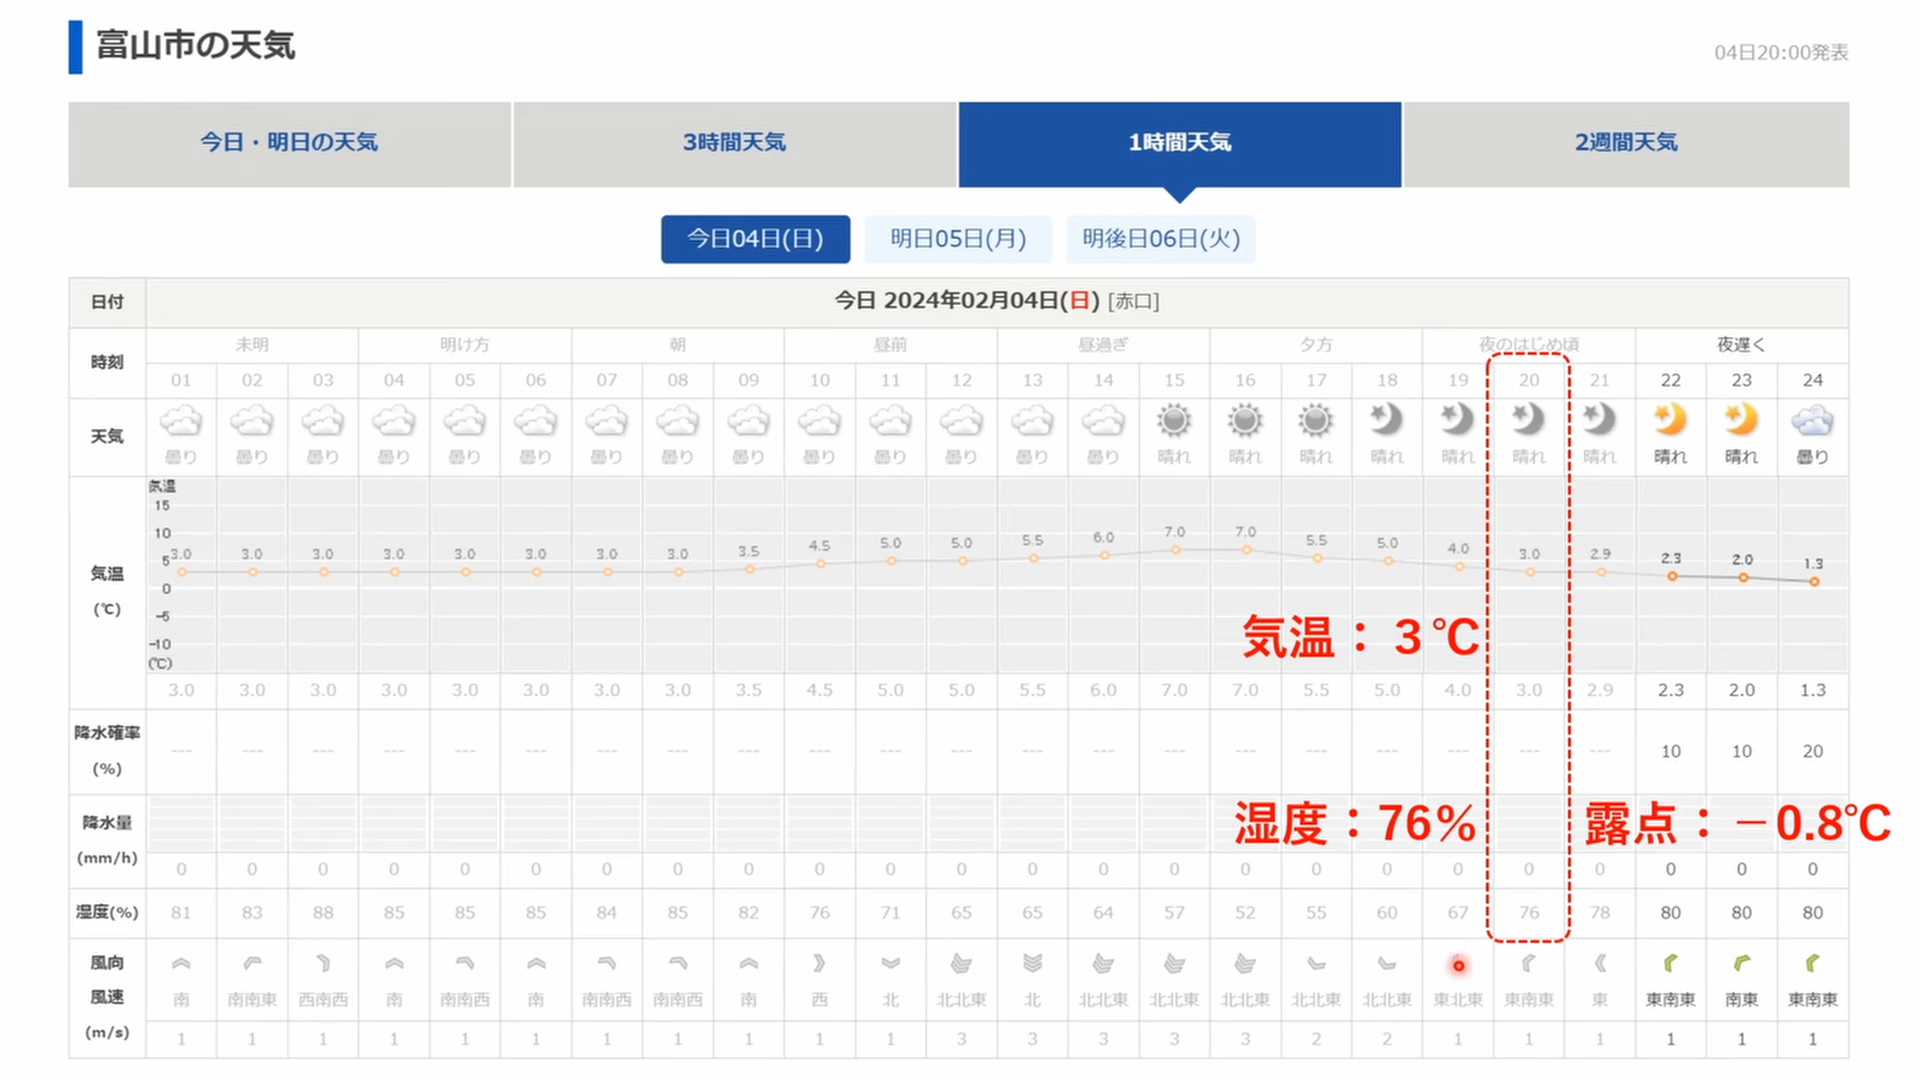 富山市の天気
04日20:00発表
今日・明日の天気 3時間天気 1時間天気 2週間天気
今日04日(日) 明日05日(月) 明後日06日(火)
日付 今日 2024年02月04日(日) [赤口]
時刻 未明 明け方 朝 昼前 昼過ぎ 夕方 夜のはじめ頃 夜遅く
01 02 03 04 05 06 07 08 09 10 11 12 13 14 15 16 17 18 19 20 21 22 23 24
天気 曇り 曇り 曇り 曇り 曇り 曇り 曇り 曇り 曇り 曇り 曇り 曇り 曇り 曇り 晴れ 晴れ 晴れ 晴れ 晴れ 晴れ 晴れ 晴れ 晴れ 曇り
気温
15
10
5
0
-5
-10
(℃)
3.0 3.0 3.0 3.0 3.0 3.0 3.0 3.0 3.5 4.5 5.0 5.0 5.5 6.0 7.0 7.0 5.5 5.0 4.0 3.0 2.9 2.3 2.0 1.3
気温
(℃)
気温：３℃
3.0 3.0 3.0 3.0 3.0 3.0 3.0 3.0 3.5 4.5 5.0 5.0 5.5 6.0 7.0 7.0 5.5 5.0 4.0 3.0 2.9 2.3 2.0 1.3
降水確率
(%)
--- --- --- --- --- --- --- --- --- --- --- --- --- --- --- --- --- --- --- --- --- 10 10 20
湿度：76% 露点：－0.8℃
降水量
(mm/h)
0 0 0 0 0 0 0 0 0 0 0 0 0 0 0 0 0 0 0 0 0 0 0 0
湿度(%) 81 83 88 85 85 85 84 85 82 76 71 65 65 64 57 52 55 60 67 76 78 80 80 80
風向
風速
(m/s)
南 南南東 西南西 南 南南西 南 南南西 南南西 南 西 北 北北東 北 北北東 北北東 北北東 北北東 北北東 東北東 東南東 東 東南東 南東 東南東
1 1 1 1 1 1 1 1 1 1 1 3 3 3 3 3 2 2 1 1 1 1 1 1